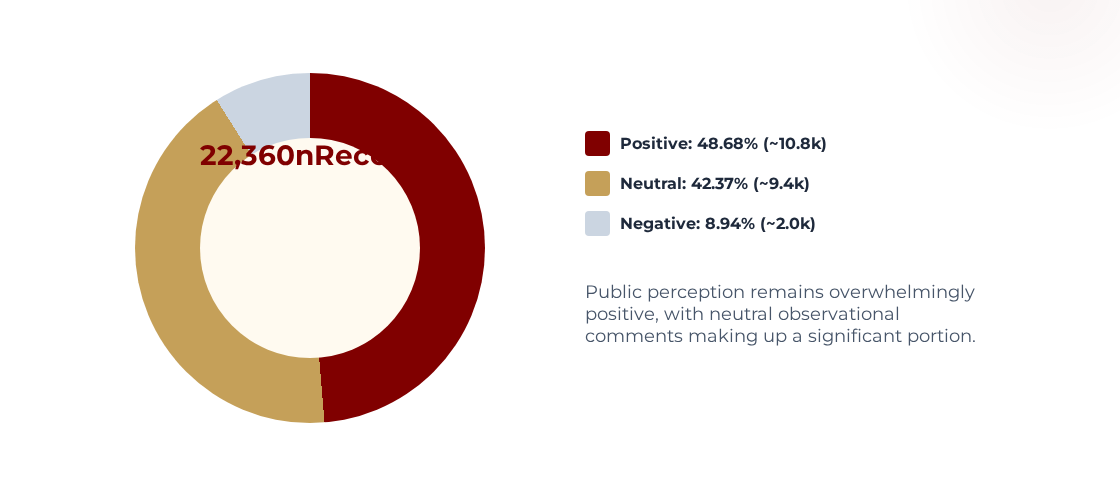 22,360nReco
Positive: 48.68% (~10.8k)
Neutral: 42.37% (~9.4k)
Negative: 8.94% (~2.0k)
Public perception remains overwhelmingly
positive, with neutral observational
comments making up a significant portion.